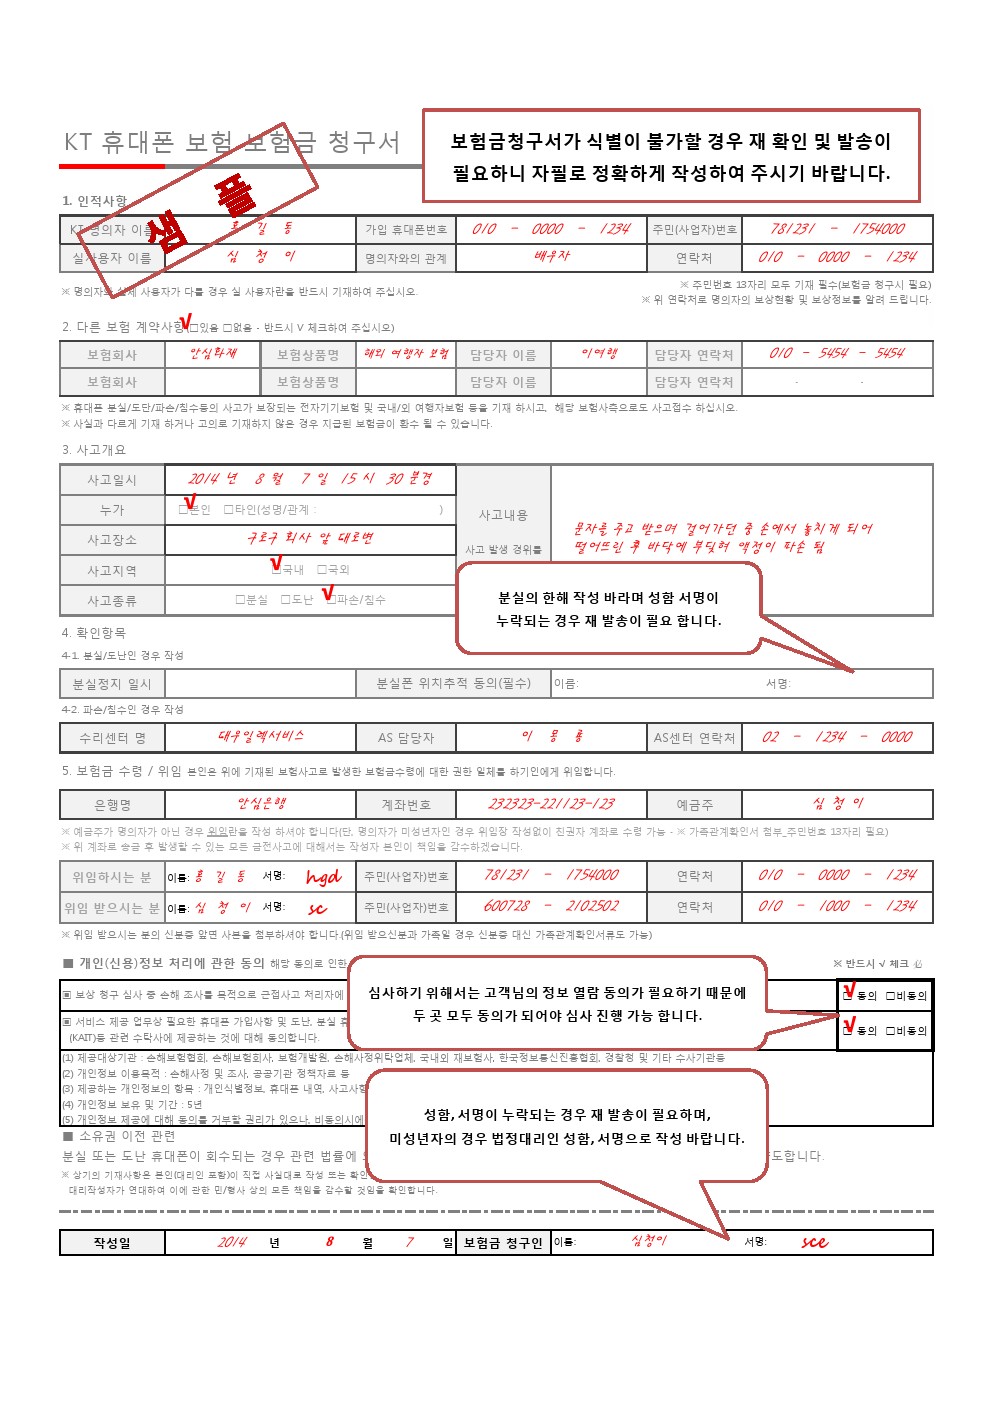 KT 휴대폰 보험 보험금 청구서
보험금청구서가 식별이 불가할 경우 재 확인 및 발송이
필요하니 자필로 정확하게 작성하여 주시기 바랍니다.
샘플
1. 인적사항
KT 명의자 이름 홍 길 동 가입 휴대폰번호 010 - 0000 - 1234 주민(사업자)번호 781231 - 1754000
실사용자 이름 심 청 이 명의자와의 관계 배우자 연락처 010 - 0000 - 1234
※ 명의자와 실제 사용자가 다를 경우 실 사용자란을 반드시 기재하여 주십시오.
※ 주민번호 13자리 모두 기재 필수(보험금 청구시 필요)
※ 위 연락처로 명의자의 보상현황 및 보상정보를 알려 드립니다.
2. 다른 보험 계약사항(√□있음 □없음 - 반드시 V 체크하여 주십시오)
보험회사 안심화재 보험상품명 해외 여행자 보험 담당자 이름 이여행 담당자 연락처 010 - 5454 - 5454
보험회사 보험상품명 담당자 이름 담당자 연락처 - -
※ 휴대폰 분실/도난/파손/침수등의 사고가 보장되는 전자기기보험 및 국내/외 여행자보험 등을 기재 하시고, 해당 보험사측으로도 사고접수 하십시오.
※ 사실과 다르게 기재 하거나 고의로 기재하지 않은 경우 지급된 보험금이 환수 될 수 있습니다.
3. 사고개요
사고일시 2014 년 8 월 7 일 15 시 30 분경
누가 √□본인 □타인(성명/관계 : )
사고장소 구로구 회사 앞 대로변
사고지역 √□국내 □국외
사고종류 □분실 □도난 √□파손/침수
사고내용
사고 발생 경위를
문자를 주고 받으며 걸어가던 중 손에서 놓치게 되어
떨어뜨린 후 바닥에 부딪혀 액정이 파손 됨
분실의 한해 작성 바라며 성함 서명이
누락되는 경우 재 발송이 필요 합니다.
4. 확인항목
4-1. 분실/도난인 경우 작성
분실정지 일시 분실폰 위치추적 동의(필수) 이름: 서명:
4-2. 파손/침수인 경우 작성
수리센터 명 대우일렉서비스 AS 담당자 이 몽 룡 AS센터 연락처 02 - 1234 - 0000
5. 보험금 수령 / 위임 본인은 위에 기재된 보험사고로 발생한 보험금수령에 대한 권한 일체를 하기인에게 위임합니다.
은행명 안심은행 계좌번호 232323-221123-123 예금주 심 청 이
※ 예금주가 명의자가 아닌 경우 위임란을 작성 하셔야 합니다(단, 명의자가 미성년자인 경우 위임장 작성없이 친권자 계좌로 수령 가능 - ※ 가족관계확인서 첨부_주민번호 13자리 필요)
※ 위 계좌로 송금 후 발생할 수 있는 모든 금전사고에 대해서는 작성자 본인이 책임을 감수하겠습니다.
위임하시는 분 이름: 홍 길 동 서명: hgd 주민(사업자)번호 781231 - 1754000 연락처 010 - 0000 - 1234
위임 받으시는 분 이름: 심 청 이 서명: sc 주민(사업자)번호 600728 - 2102502 연락처 010 - 1000 - 1234
※ 위임 받으시는 분의 신분증 앞면 사본을 첨부하셔야 합니다.(위임 받으신분과 가족일 경우 신분증 대신 가족관계확인서류도 가능)
■ 개인(신용)정보 처리에 관한 동의 해당 동의로 인한
※ 반드시 √ 체크
▣ 보상 청구 심사 중 손해 조사를 목적으로 근접사고 처리자에 √□ 동의 □비동의
▣ 서비스 제공 업무상 필요한 휴대폰 가입사항 및 도난, 분실 휴
(KAIT)등 관련 수탁사에 제공하는 것에 대해 동의합니다. √□ 동의 □비동의
심사하기 위해서는 고객님의 정보 열람 동의가 필요하기 때문에
두 곳 모두 동의가 되어야 심사 진행 가능 합니다.
(1) 제공대상기관 : 손해보험협회, 손해보험회사, 보험개발원, 손해사정위탁업체, 국내외 재보험사, 한국정보통신진흥협회, 경찰청 및 기타 수사기관등
(2) 개인정보 이용목적 : 손해사정 및 조사, 공공기관 정책자료 등
(3) 제공하는 개인정보의 항목 : 개인식별정보, 휴대폰 내역, 사고사항
(4) 개인정보 보유 및 기간 : 5년
(5) 개인정보 제공에 대해 동의를 거부할 권리가 있으나, 비동의시에
성함, 서명이 누락되는 경우 재 발송이 필요하며,
미성년자의 경우 법정대리인 성함, 서명으로 작성 바랍니다.
■ 소유권 이전 관련
분실 또는 도난 휴대폰이 회수되는 경우 관련 법률에 도합니다.
※ 상기의 기재사항은 본인(대리인 포함)이 직접 사실대로 작성 또는 확인
대리작성자가 연대하여 이에 관한 민/형사 상의 모든 책임을 감수할 것임을 확인합니다.
작성일 2014 년 8 월 7 일 보험금 청구인 이름: 심청이 서명: sce